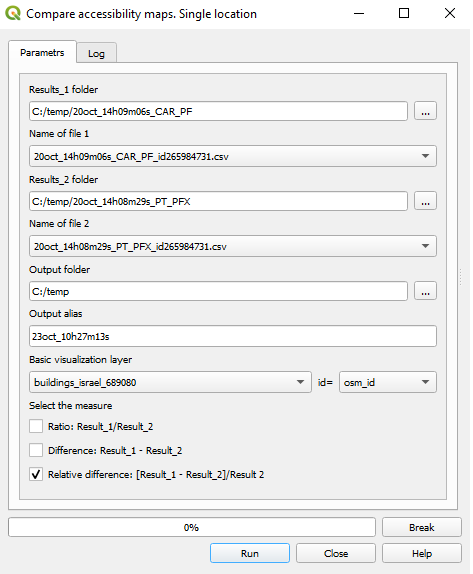 Compare accessibility maps. Single location
Parametrs
Log
Results_1 folder
C:/temp/20oct_14h09m06s_CAR_PF
...
Name of file 1
20oct_14h09m06s_CAR_PF_id265984731.csv
Results_2 folder
C:/temp/20oct_14h08m29s_PT_PFX
...
Name of file 2
20oct_14h08m29s_PT_PFX_id265984731.csv
Output folder
C:/temp
...
Output alias
23oct_10h27m13s
Basic visualization layer
buildings_israel_689080
id=
osm_id
Select the measure
Ratio: Result_1/Result_2
Difference: Result_1 - Result_2
Relative difference: [Result_1 - Result_2]/Result 2
0%
Break
Run
Close
Help